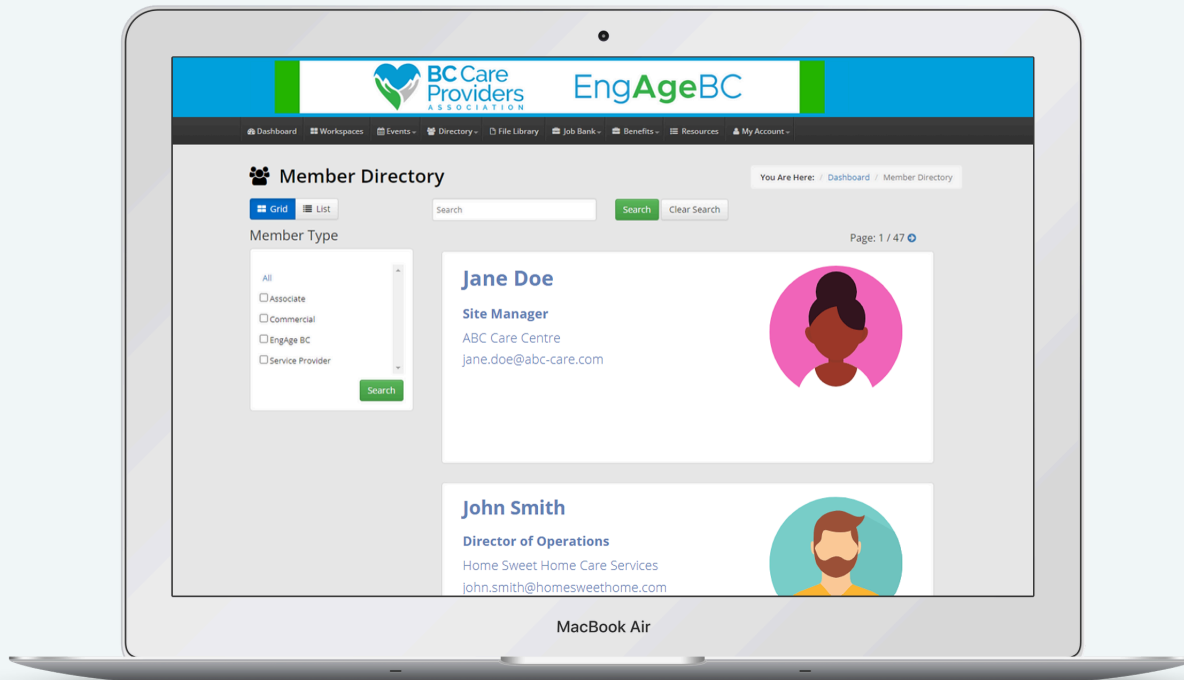 BC Care
Providers
ASSOCIATION
EngAgeBC
Dashboard Workspaces Events Directory File Library Job Bank Benefits Resources My Account
Member Directory
You Are Here: / Dashboard / Member Directory
Grid List
Search
Search Clear Search
Member Type
Page: 1 / 47
All
Associate
Commercial
EngAge BC
Service Provider
Search
Jane Doe
Site Manager
ABC Care Centre
jane.doe@abc-care.com
John Smith
Director of Operations
Home Sweet Home Care Services
john.smith@homesweethome.com
MacBook Air